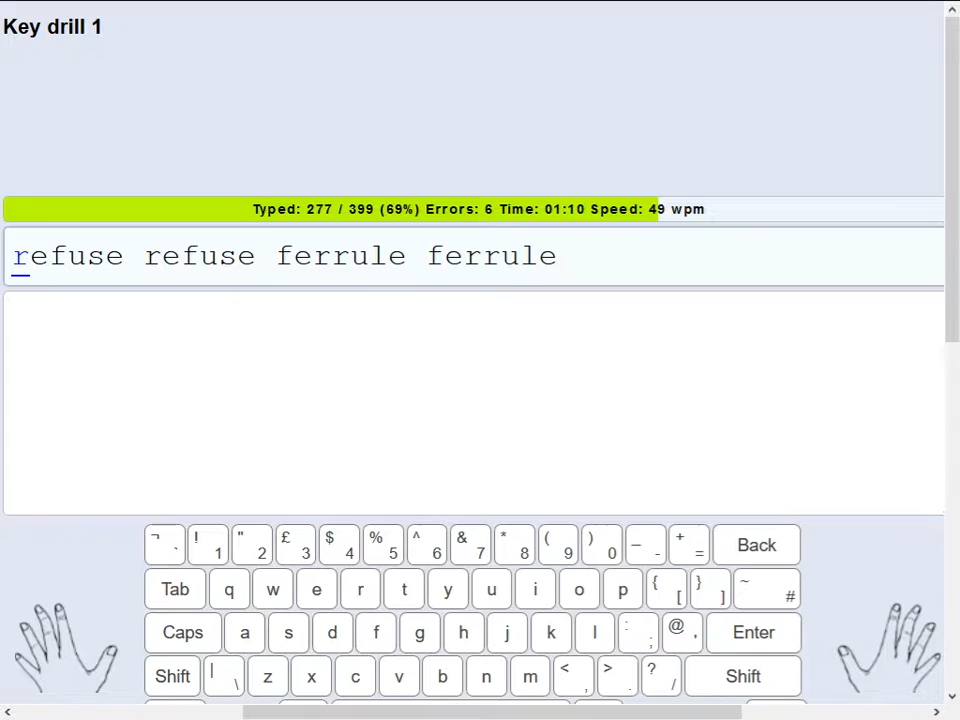 Key drill 1
Typed: 277 / 399 (69%) Errors: 6 Time: 01:10 Speed: 49 wpm
refuse refuse ferrule ferrule
¬ ` ! 1 " 2 £ 3 $ 4 % 5 ^ 6 & 7 * 8 ( 9 ) 0 _ - + = Back
Tab q w e r t y u i o p { [ } ] ~ #
Caps a s d f g h j k l : ; @ , Enter
Shift | \ z x c v b n m < , > . ? / Shift